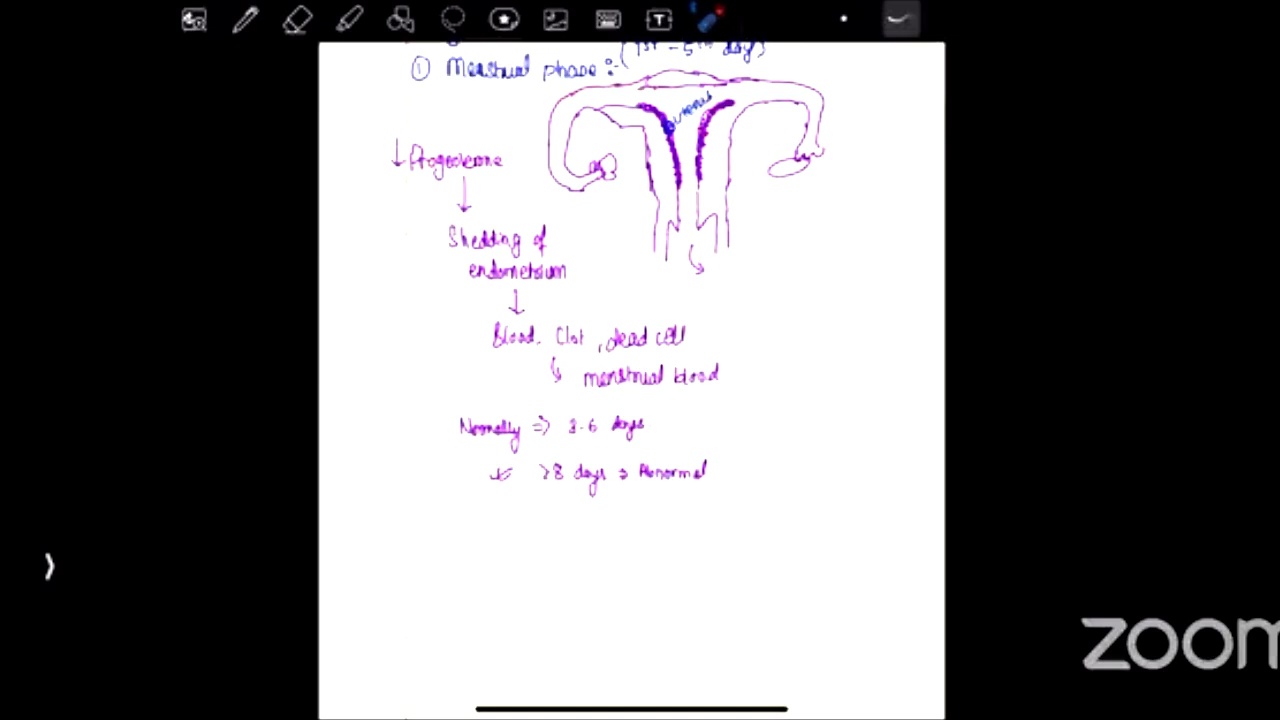 ① Menstrual phase :- (1st - 5th day)
uterus
↓ Progesterone
↓
Shedding of
endometrium
↓
Blood, Clot, dead cell
↳ menstrual blood
Normally ⇒ 3-6 days
>8 days ⇒ Abnormal
zoom